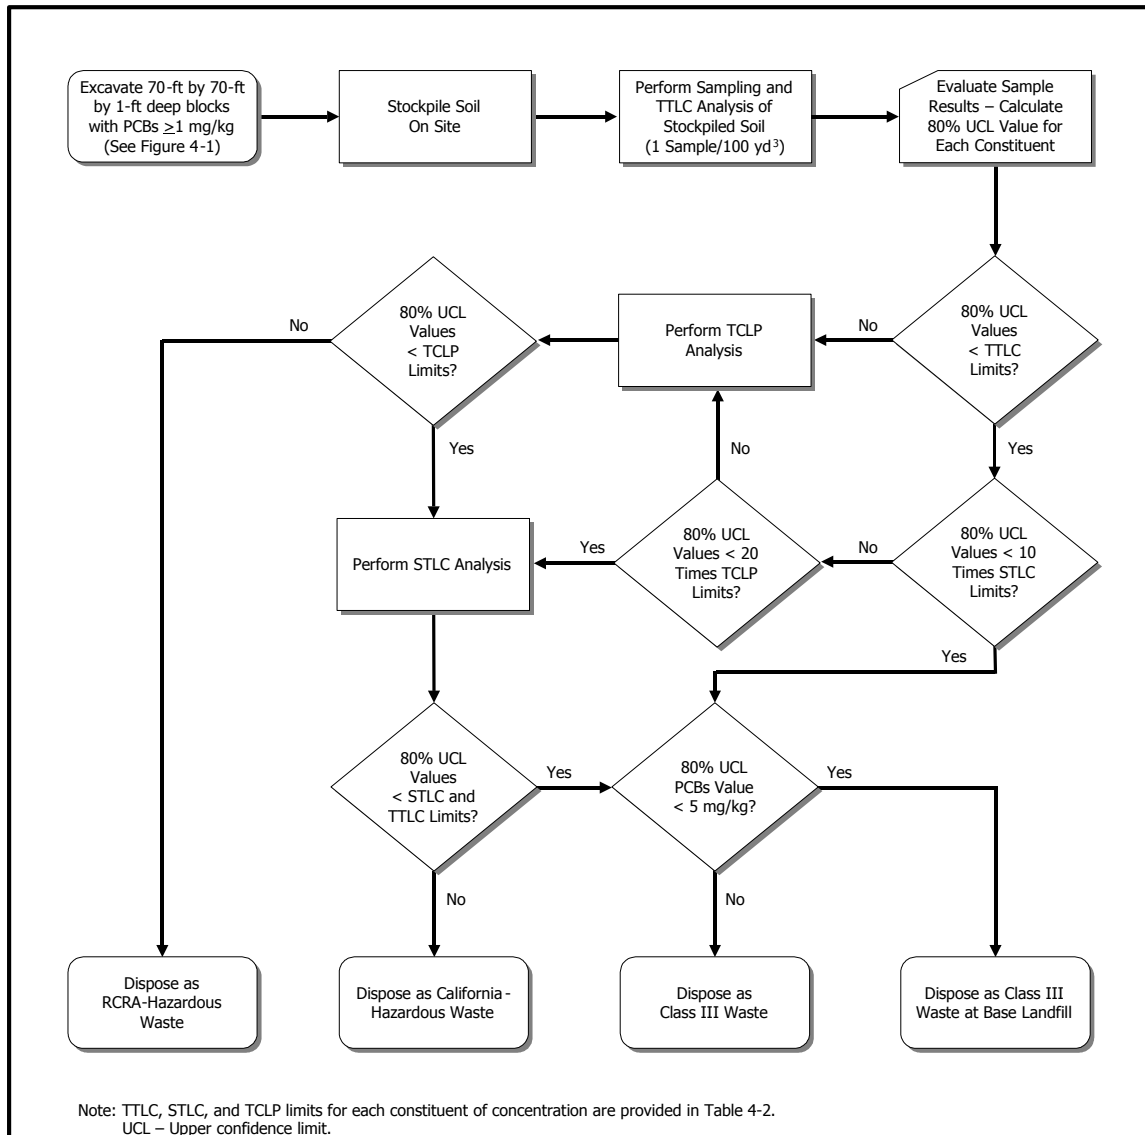 Excavate 70-ft by 70-ft
by 1-ft deep blocks
with PCBs ≥1 mg/kg
(See Figure 4-1)
Stockpile Soil
On Site
Perform Sampling and
TTLC Analysis of
Stockpiled Soil
(1 Sample/100 yd³)
Evaluate Sample
Results – Calculate
80% UCL Value for
Each Constituent
80% UCL
Values
< TCLP
Limits?
No
Yes
Perform TCLP
Analysis
No
80% UCL
Values
< TTLC
Limits?
Yes
No
Perform STLC Analysis
Yes
80% UCL
Values < 20
Times TCLP
Limits?
No
80% UCL
Values < 10
Times STLC
Limits?
Yes
80% UCL
Values
< STLC and
TTLC Limits?
Yes
No
80% UCL
PCBs Value
< 5 mg/kg?
Yes
No
Dispose as
RCRA-Hazardous
Waste
Dispose as California-
Hazardous Waste
Dispose as
Class III Waste
Dispose as Class III
Waste at Base Landfill
Note: TTLC, STLC, and TCLP limits for each constituent of concentration are provided in Table 4-2.
UCL – Upper confidence limit.